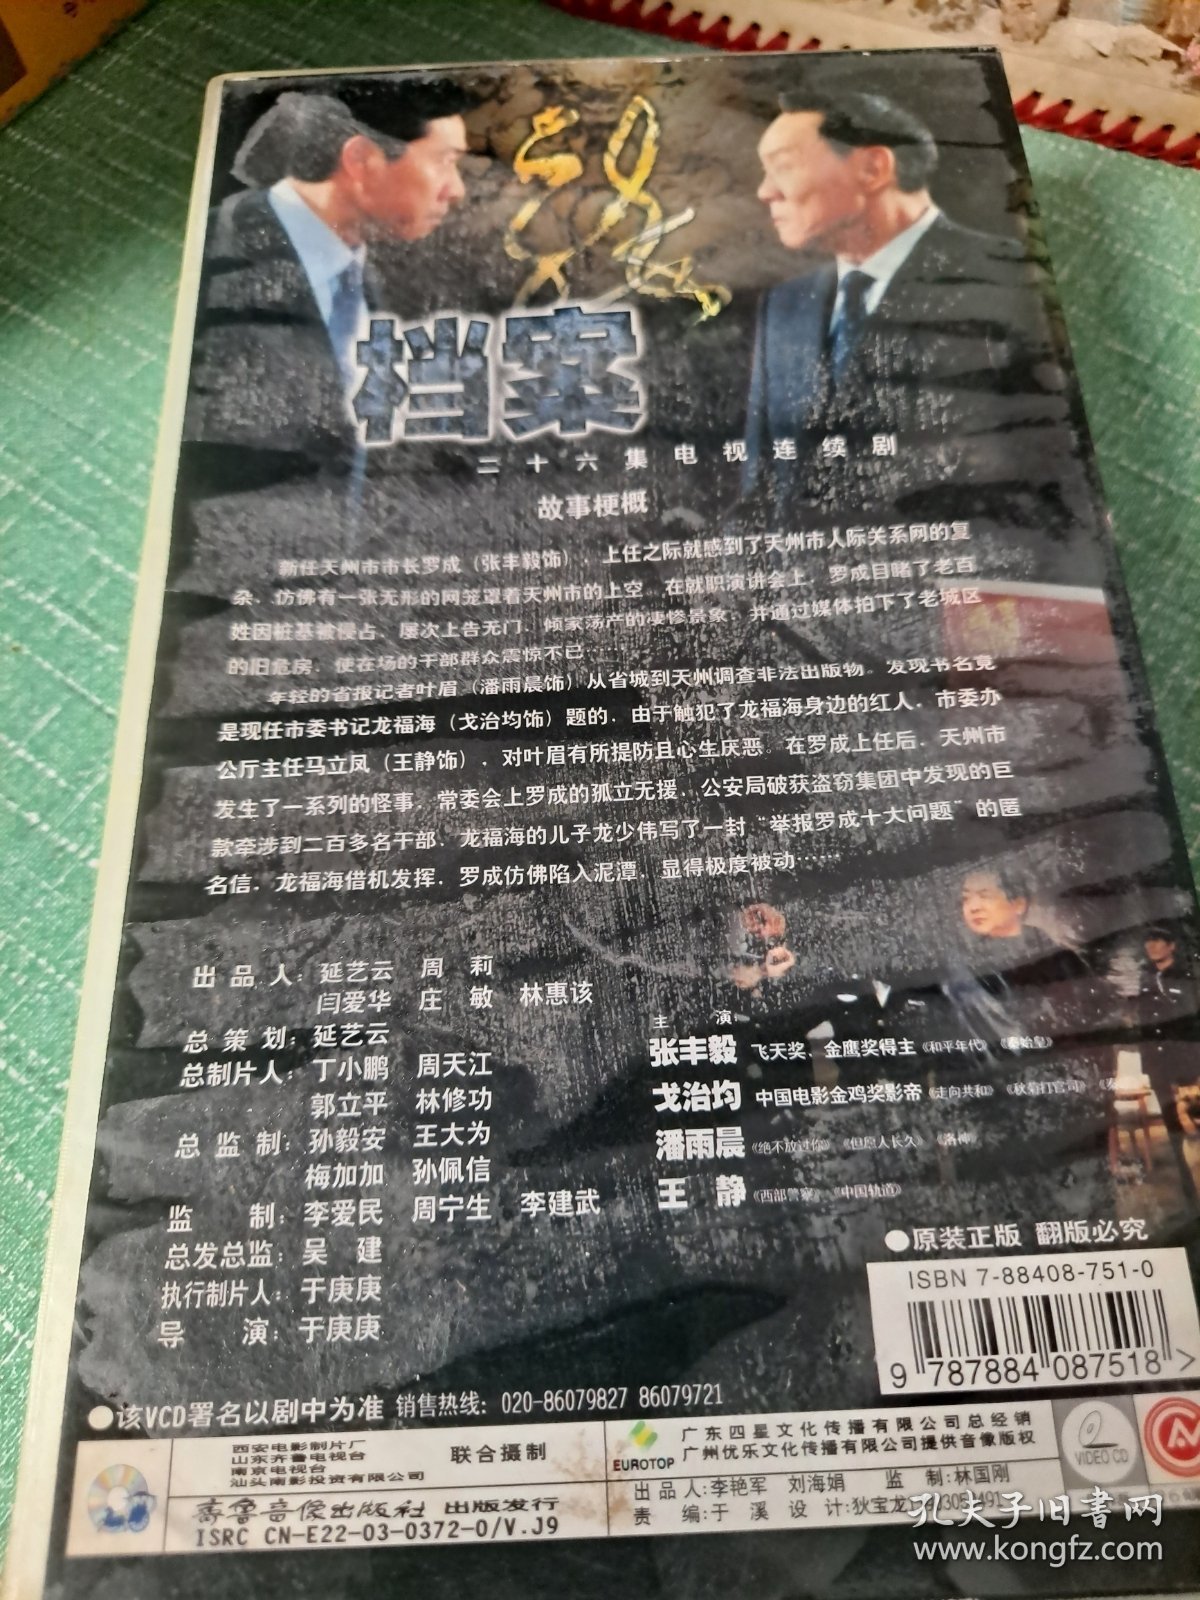 档案
二十六集电视连续剧
故事梗概
新任天州市市长罗成（张丰毅饰），上任之际就感到了天州市人际关系网的复
杂，仿佛有一张无形的网笼罩着天州市的上空，在就职演讲会上，罗成目睹了老百
姓因桩基被侵占，屡次上告无门，倾家荡产的凄惨景象，并通过媒体拍下了老城区
的旧危房，使在场的干部群众震惊不已……
年轻的省报记者叶眉（潘雨晨饰）从省城到天州调查非法出版物。发现书名竟
是现任市委书记龙福海（戈治均饰）题的，由于触犯了龙福海身边的红人，市委办
公厅主任马立凤（王静饰），对叶眉有所提防且心生厌恶。在罗成上任后，天州市
发生了一系列的怪事，常委会上罗成的孤立无援，公安局破获盗窃集团中发现的巨
款牵涉到二百多名干部，龙福海的儿子龙少伟写了一封“举报罗成十大问题”的匿
名信，龙福海借机发挥，罗成仿佛陷入泥潭，显得极度被动……
出品人：延艺云 周莉
闫爱华 庄敏 林惠该
总策划：延艺云
总制片人：丁小鹏 周天江
郭立平 林修功
总监制：孙毅安 王大为
梅加加 孙佩信
监制：李爱民 周宁生 李建武
总发总监：吴建
执行制片人：于庚庚
导演：于庚庚
主演：
张丰毅 飞天奖、金鹰奖得主《和平年代》《秦始皇》
戈治均 中国电影金鸡奖影帝《走向共和》《秋菊打官司》
潘雨晨《绝不放过你》《但愿人长久》《洛神》
王静《西部警察》《中国轨道》
●原装正版 翻版必究
ISBN 7-88408-751-0
9 787884 087518 >
●该VCD署名以剧中为准 销售热线：020-86079827 86079721
西安电影制片厂
山东齐鲁电视台
南京电视台
汕头南影投资有限公司
联合摄制
齐鲁音像出版社 出版发行
ISRC CN-E22-03-0372-0/V.J9
EUROTOP
广东四星文化传播有限公司总经销
广州优乐文化传播有限公司提供音像版权
出品人：李艳军 刘海娟 监制：林国刚
责编：于溪 设计：狄宝龙
VIDEO CD
孔夫子旧书网
www.kongfz.com